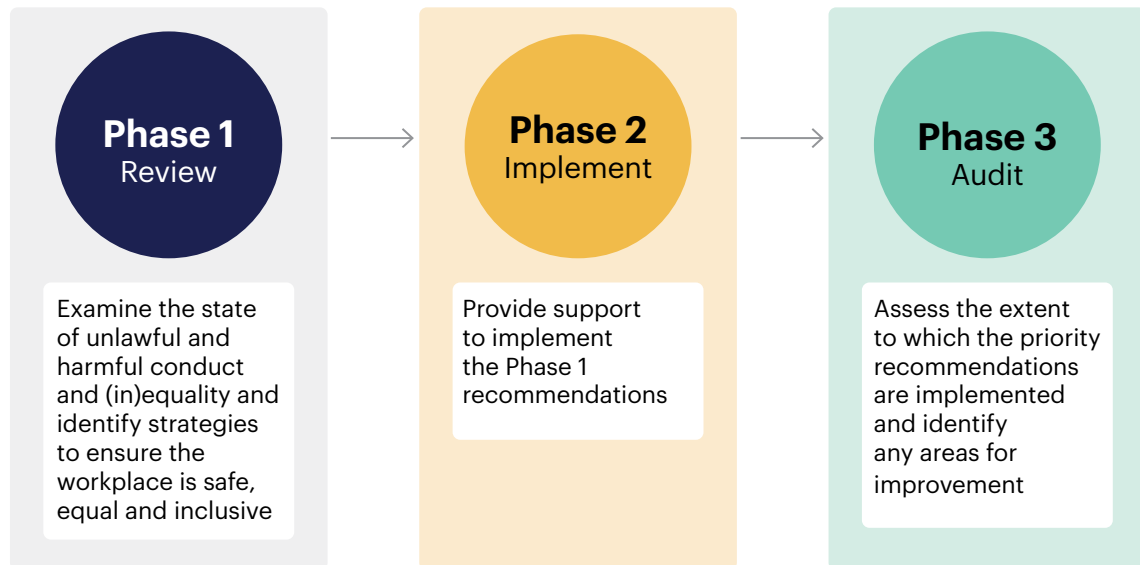 Phase 1
Review
Examine the state
of unlawful and
harmful conduct
and (in)equality and
identify strategies
to ensure the
workplace is safe,
equal and inclusive
Phase 2
Implement
Provide support
to implement
the Phase 1
recommendations
Phase 3
Audit
Assess the extent
to which the priority
recommendations
are implemented
and identify
any areas for
improvement